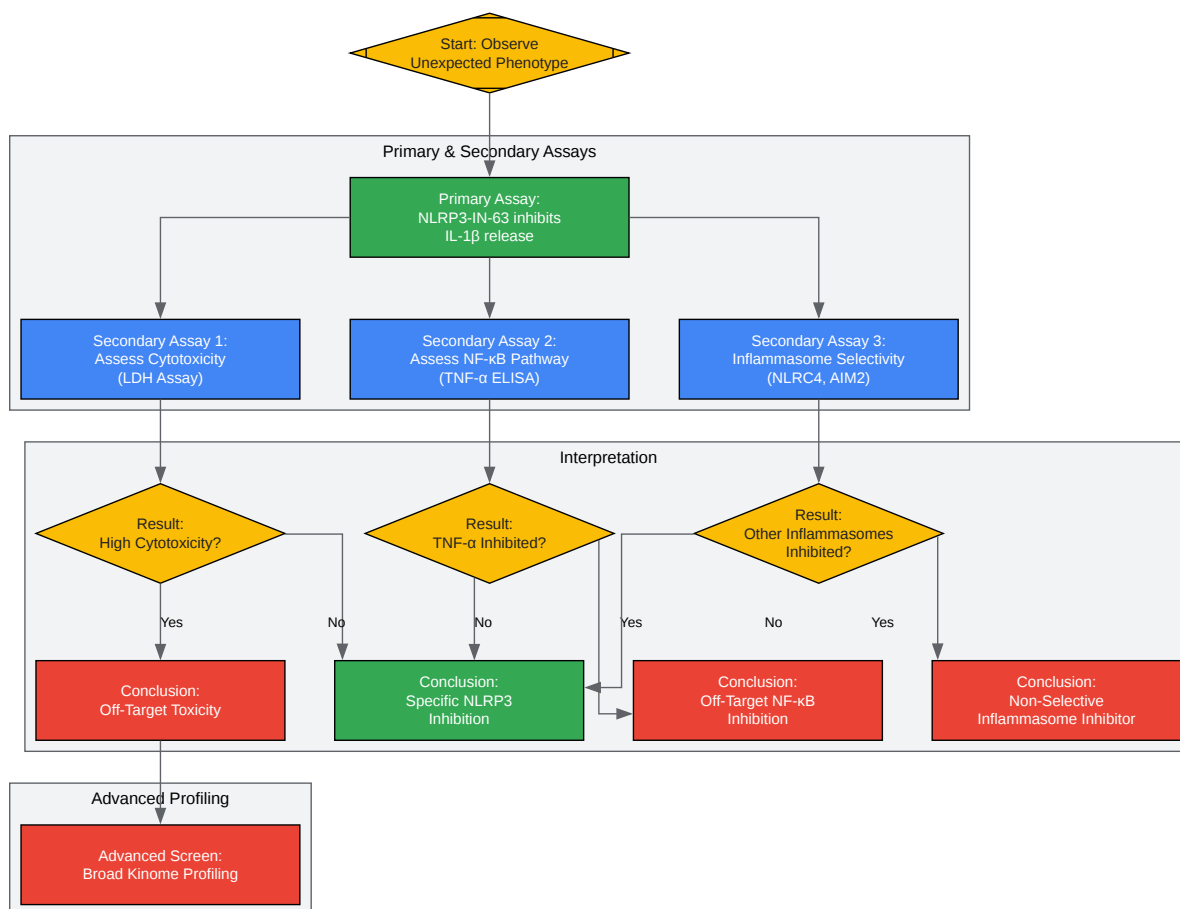 Start: Observe
Unexpected Phenotype
Primary & Secondary Assays
Primary Assay:
NLRP3-IN-63 inhibits
IL-1β release
Secondary Assay 1:
Assess Cytotoxicity
(LDH Assay)
Secondary Assay 2:
Assess NF-κB Pathway
(TNF-α ELISA)
Secondary Assay 3:
Inflammasome Selectivity
(NLRC4, AIM2)
Interpretation
Result:
High Cytotoxicity?
Result:
TNF-α Inhibited?
Result:
Other Inflammasomes
Inhibited?
Yes
No
No
Yes
No
Yes
Conclusion:
Off-Target Toxicity
Conclusion:
Specific NLRP3
Inhibition
Conclusion:
Off-Target NF-κB
Inhibition
Conclusion:
Non-Selective
Inflammasome Inhibitor
Advanced Profiling
Advanced Screen:
Broad Kinome Profiling